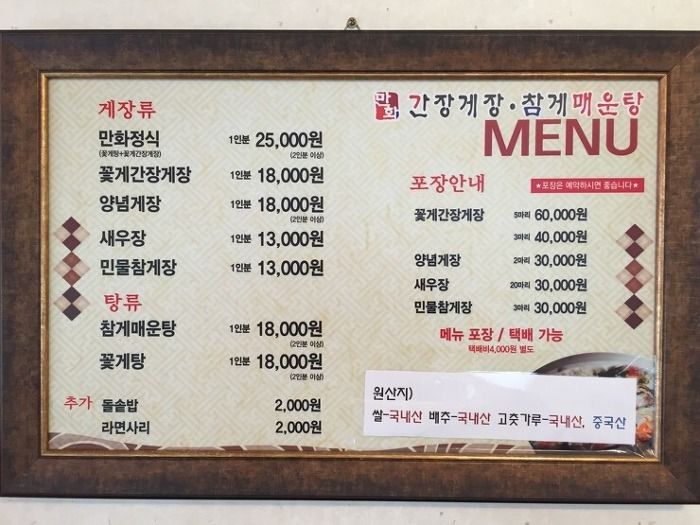 만화 간장게장·참게매운탕
MENU
게장류
만화정식 1인분 25,000원
(꽃게탕+꽃게간장게장) (2인분 이상)
꽃게간장게장 1인분 18,000원
양념게장 1인분 18,000원
(2인분 이상)
새우장 1인분 13,000원
민물참게장 1인분 13,000원
탕류
참게매운탕 1인분 18,000원
(2인분 이상)
꽃게탕 1인분 18,000원
(2인분 이상)
추가 돌솥밥 2,000원
라면사리 2,000원
포장안내 ★포장은 예약하시면 좋습니다★
꽃게간장게장 5마리 60,000원
3마리 40,000원
양념게장 2마리 30,000원
새우장 20마리 30,000원
민물참게장 3마리 30,000원
메뉴 포장 / 택배 가능
택배비4,000원 별도
원산지)
쌀-국내산 배추-국내산 고춧가루-국내산, 중국산